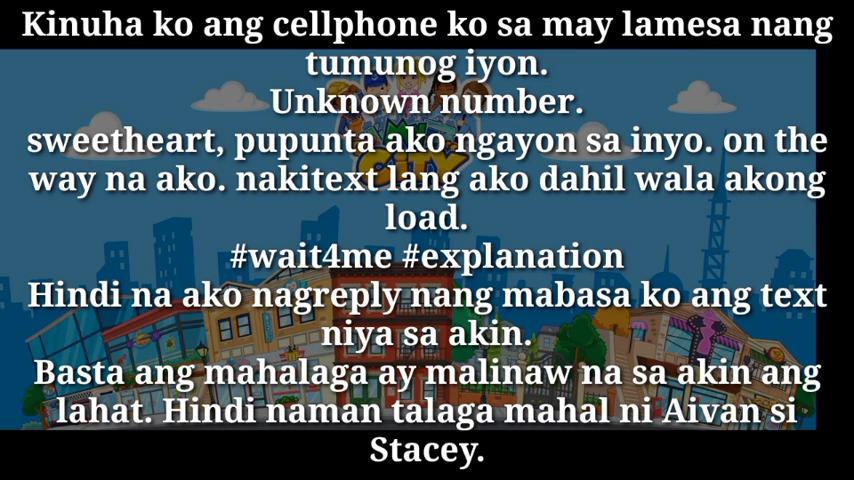 Kinuha ko ang cellphone ko sa may lamesa nang
tumunog iyon.
Unknown number.
sweetheart, pupunta ako ngayon sa inyo. on the
way na ako. nakitext lang ako dahil wala akong
load.
#wait4me #explanation
Hindi na ako nagreply nang mabasa ko ang text
niya sa akin.
Basta ang mahalaga ay malinaw na sa akin ang
lahat. Hindi naman talaga mahal ni Aivan si
Stacey.
CiTY